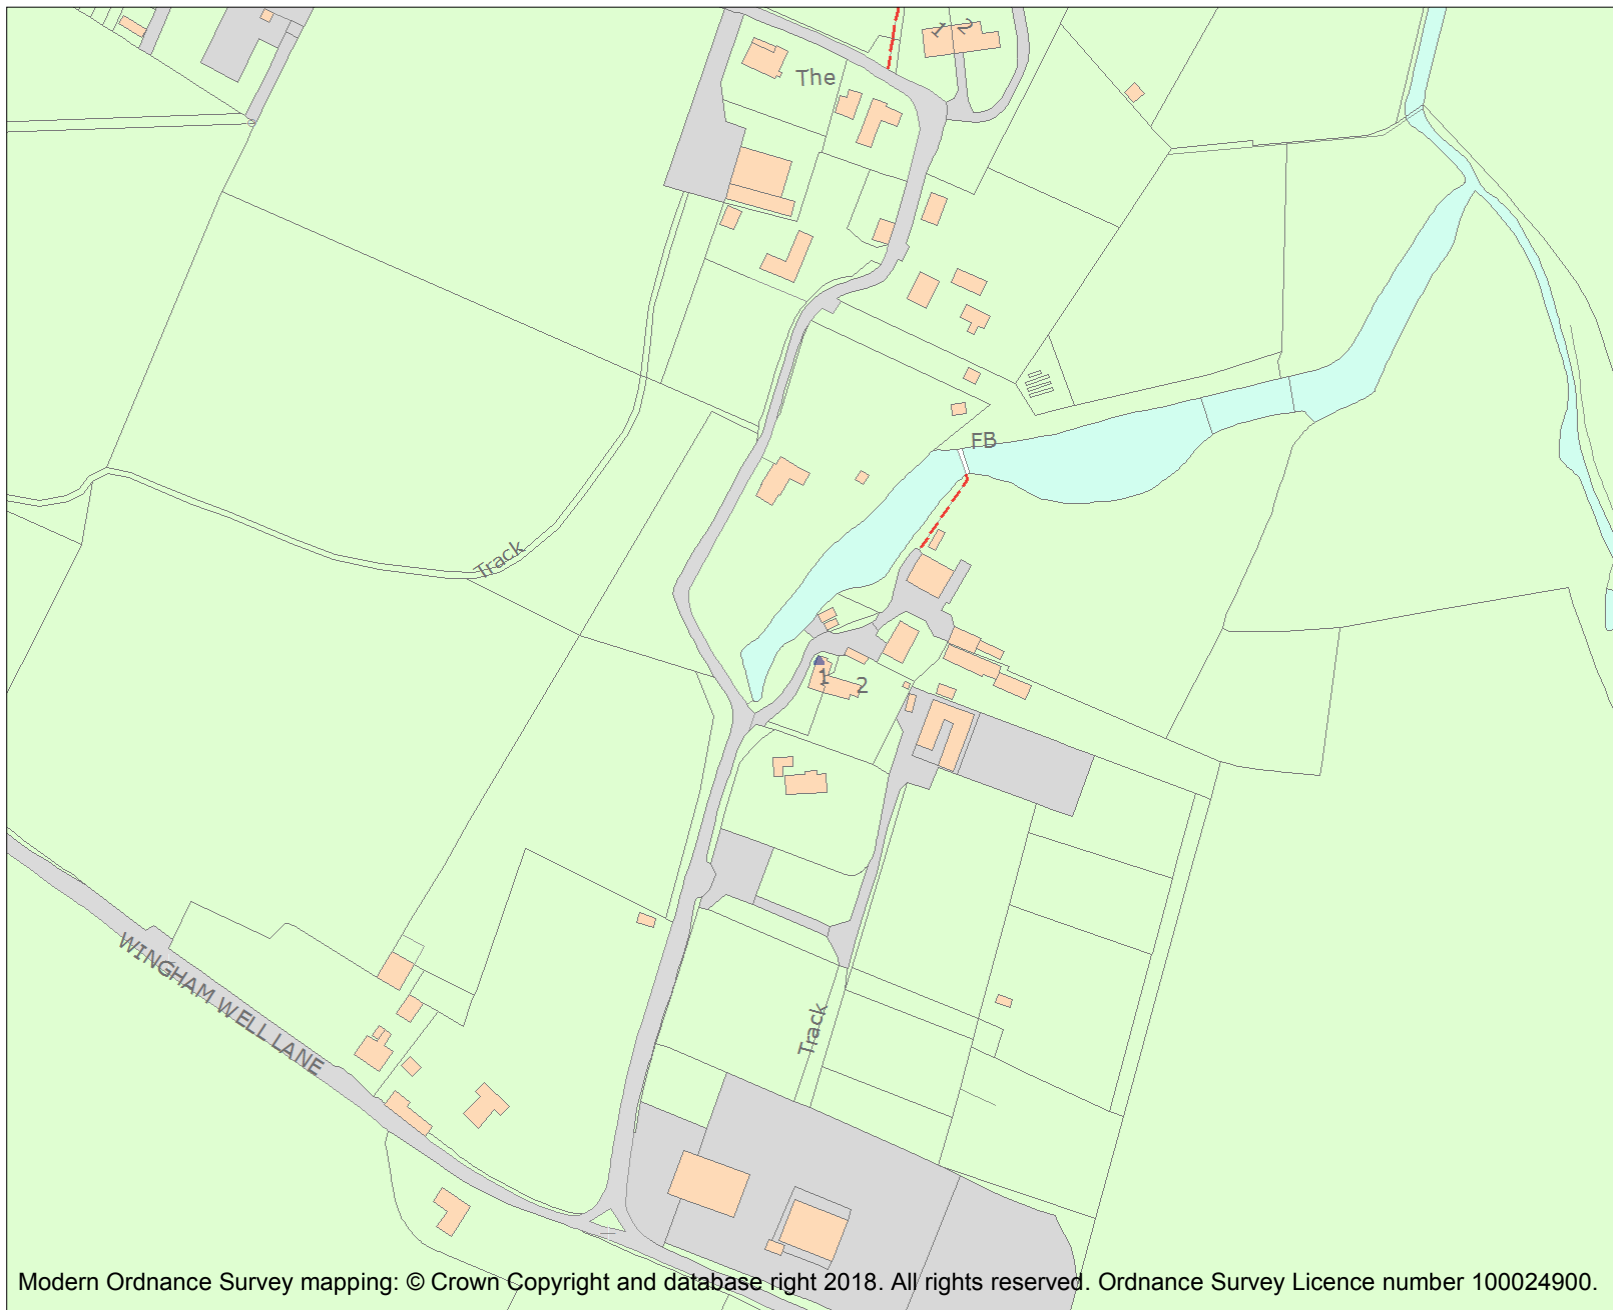 1 2
The
FB
Track
1
2
WINGHAM WELL LANE
Track
Modern Ordnance Survey mapping: © Crown Copyright and database right 2018. All rights reserved. Ordnance Survey Licence number 100024900.